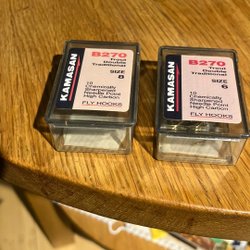 KAMASAN
B270
Trout
Double
Traditional
SIZE
8
10
Chemically
Sharpened
Needle Point
High Carbon
FLY HOOKS
KAMASAN
B270
Trout
Double
Traditional
SIZE
6
10
Chemically
Sharpened
Needle Point
High Carbon
FLY HOOKS